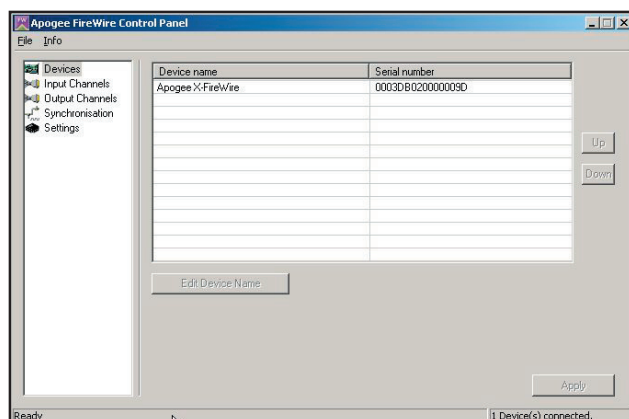 Apogee FireWire Control Panel
File Info
Devices
Input Channels
Output Channels
Synchronisation
Settings
Device name Serial number
Apogee X-FireWire 0003DB020000009D
Up
Down
Edit Device Name
Apply
Ready 1 Device(s) connected.